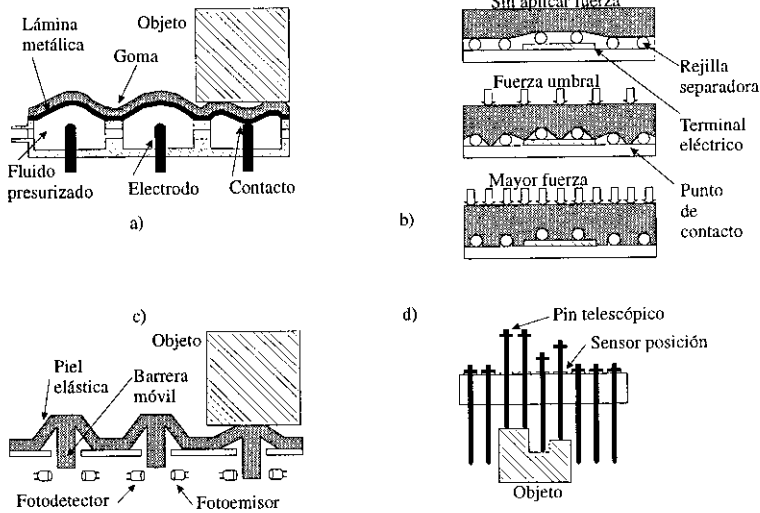 Lámina
metálica
Objeto
Goma
Fluido
presurizado
Electrodo
Contacto
a)
Sin aplicar fuerza
Rejilla
separadora
Fuerza umbral
Terminal
eléctrico
Mayor fuerza
Punto
de
contacto
b)
c)
Objeto
Piel
elástica
Barrera
móvil
Fotodetector
Fotoemisor
d)
Pin telescópico
Sensor posición
Objeto